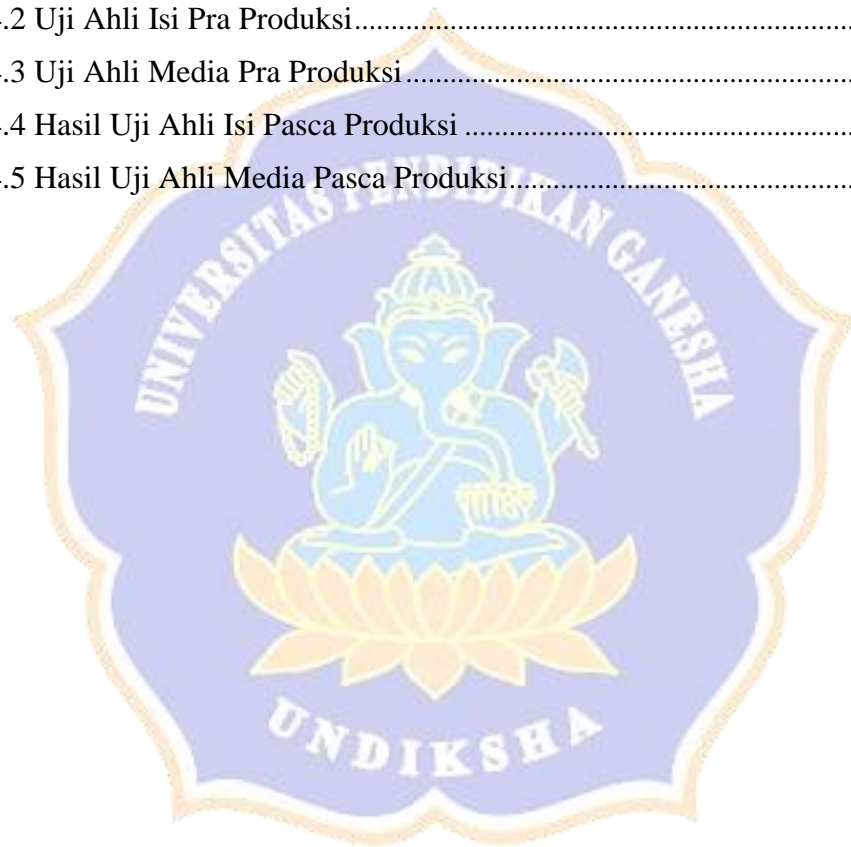 .2 Uji Ahli Isi Pra Produksi....................................................................
.3 Uji Ahli Media Pra Produksi.............................................................
.4 Hasil Uji Ahli Isi Pasca Produksi .....................................................
.5 Hasil Uji Ahli Media Pasca Produksi...............................................
UNIVERSITAS PENDIDIKAN GANESHA
UNDIKSHA